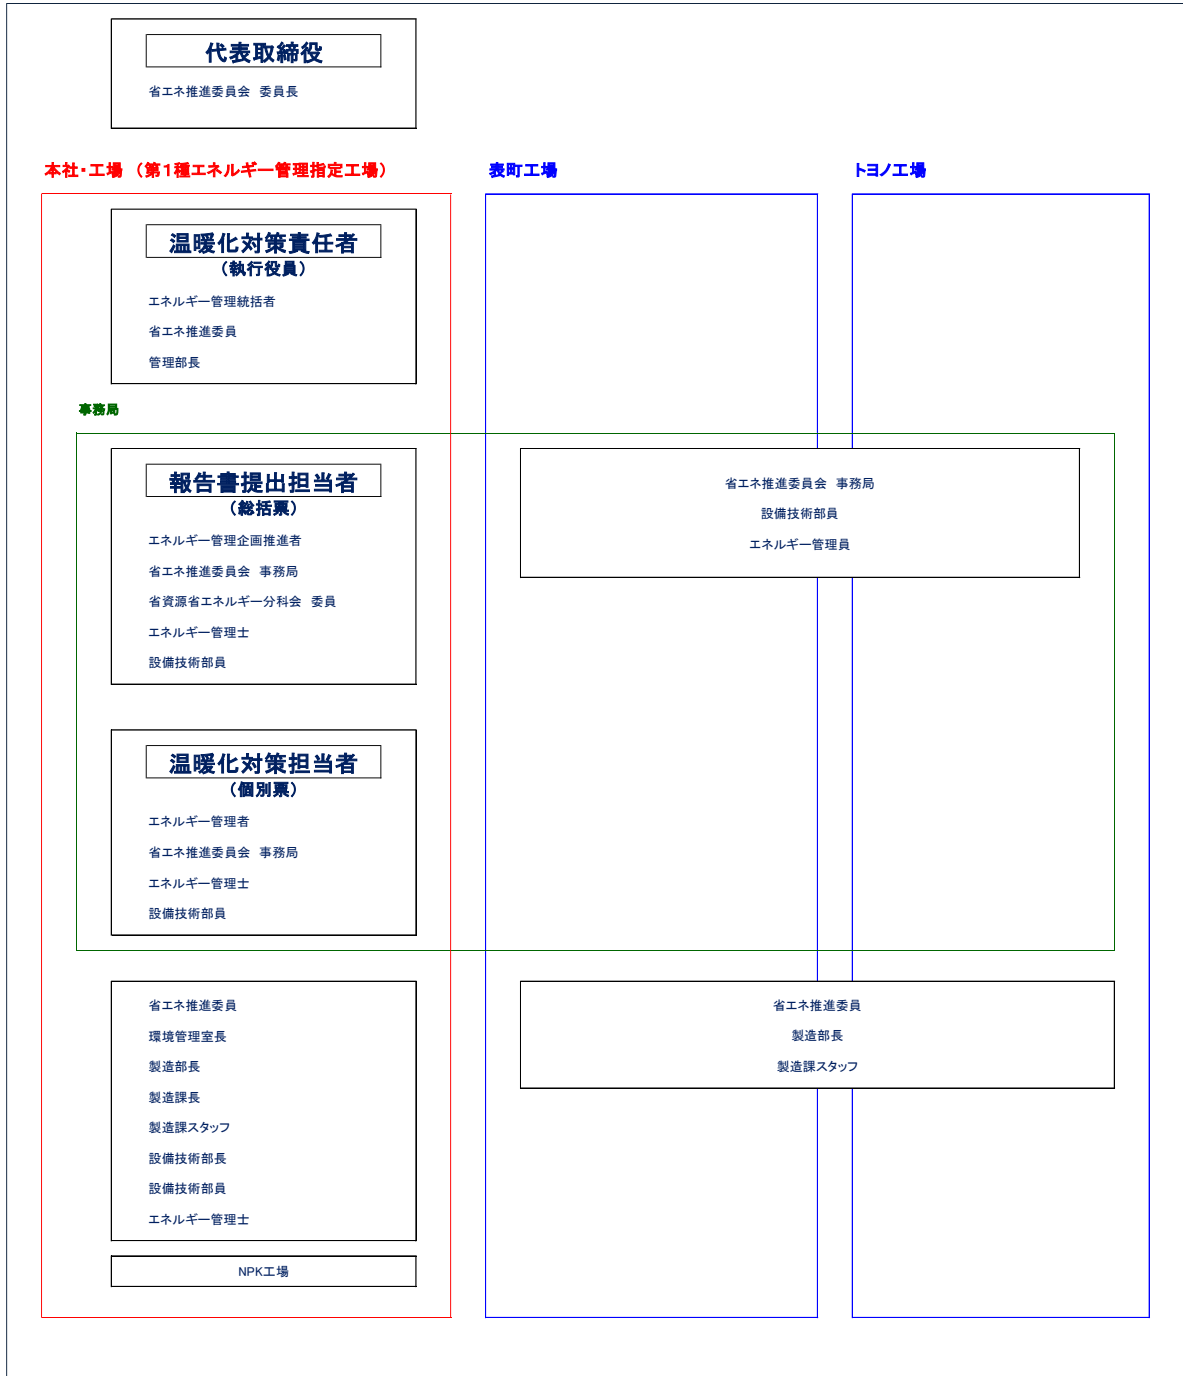 代表取締役
省エネ推進委員会　委員長
本社・工場　（第１種エネルギー管理指定工場）
表町工場
トヨノ工場
温暖化対策責任者
（執行役員）
エネルギー管理統括者
省エネ推進委員
管理部長
事務局
報告書提出担当者
（総括票）
エネルギー管理企画推進者
省エネ推進委員会　事務局
省資源省エネルギー分科会　委員
エネルギー管理士
設備技術部員
省エネ推進委員会　事務局
設備技術部員
エネルギー管理員
温暖化対策担当者
（個別票）
エネルギー管理者
省エネ推進委員会　事務局
エネルギー管理士
設備技術部員
省エネ推進委員
環境管理室長
製造部長
製造課長
製造課スタッフ
設備技術部長
設備技術部員
エネルギー管理士
省エネ推進委員
製造部長
製造課スタッフ
NPK工場